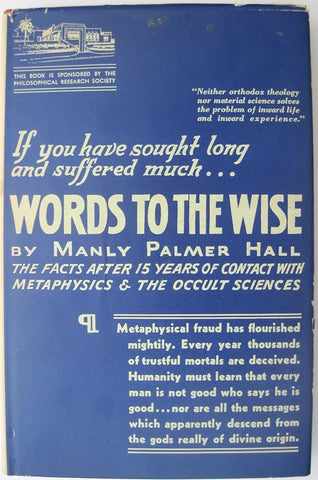 THIS BOOK IS SPONSORED BY THE
PHILOSOPHICAL RESEARCH SOCIETY
"Neither orthodox theology
nor material science solves
the problem of inward life
and inward experience."
If you have sought long
and suffered much...
WORDS TO THE WISE
BY MANLY PALMER HALL
THE FACTS AFTER 15 YEARS OF CONTACT WITH
METAPHYSICS & THE OCCULT SCIENCES
¶ Metaphysical fraud has flourished
mightily. Every year thousands
of trustful mortals are deceived.
Humanity must learn that every
man is not good who says he is
good...nor are all the messages
which apparently descend from
the gods really of divine origin.